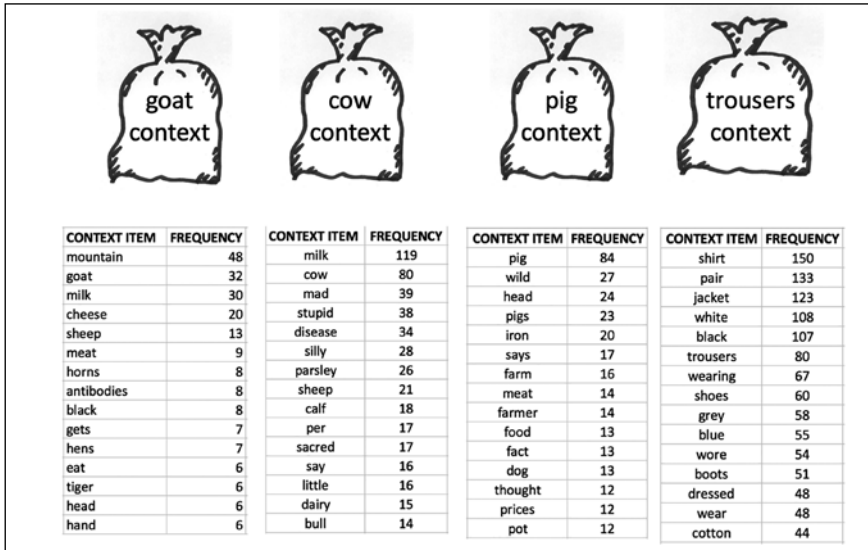 goat
context
cow
context
pig
context
trousers
context
CONTEXT ITEM FREQUENCY
mountain 48
goat 32
milk 30
cheese 20
sheep 13
meat 9
horns 8
antibodies 8
black 8
gets 7
hens 7
eat 6
tiger 6
head 6
hand 6
CONTEXT ITEM FREQUENCY
milk 119
cow 80
mad 39
stupid 38
disease 34
silly 28
parsley 26
sheep 21
calf 18
per 17
sacred 17
say 16
little 16
dairy 15
bull 14
CONTEXT ITEM FREQUENCY
pig 84
wild 27
head 24
pigs 23
iron 20
says 17
farm 16
meat 14
farmer 14
food 13
fact 13
dog 13
thought 12
prices 12
pot 12
CONTEXT ITEM FREQUENCY
shirt 150
pair 133
jacket 123
white 108
black 107
trousers 80
wearing 67
shoes 60
grey 58
blue 55
wore 54
boots 51
dressed 48
wear 48
cotton 44